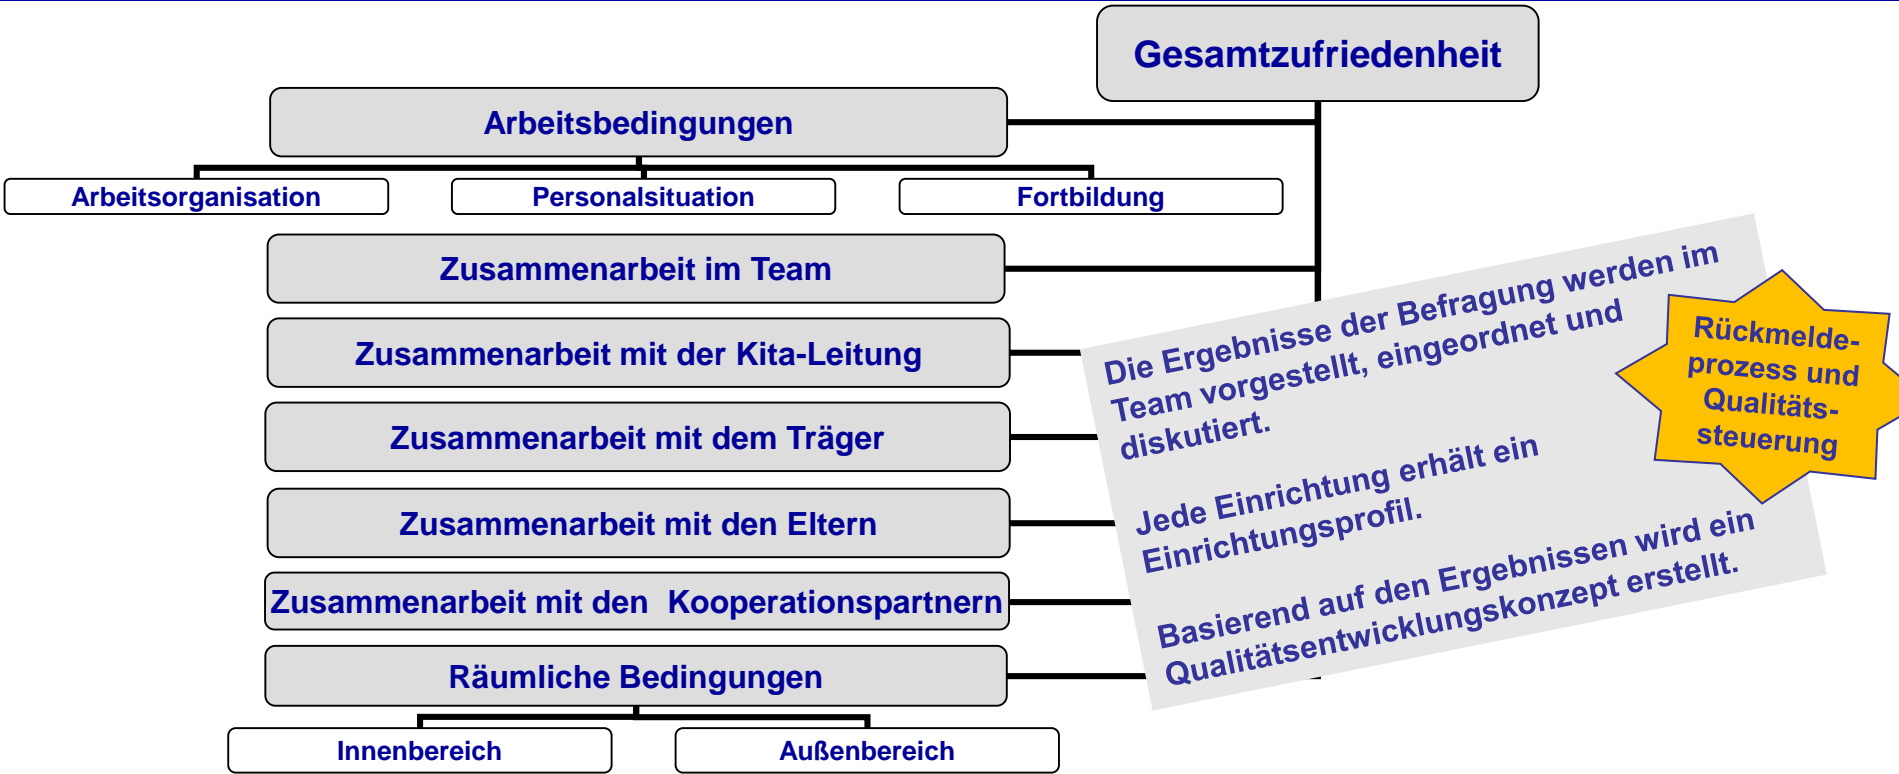 Gesamtzufriedenheit
Arbeitsbedingungen
Arbeitsorganisation
Personalsituation
Fortbildung
Zusammenarbeit im Team
Zusammenarbeit mit der Kita-Leitung
Zusammenarbeit mit dem Träger
Zusammenarbeit mit den Eltern
Zusammenarbeit mit den Kooperationspartnern
Räumliche Bedingungen
Innenbereich
Außenbereich
Die Ergebnisse der Befragung werden im
Team vorgestellt, eingeordnet und
diskutiert.
Jede Einrichtung erhält ein
Einrichtungsprofil.
Basierend auf den Ergebnissen wird ein
Qualitätsentwicklungskonzept erstellt.
Rückmelde-
prozess und
Qualitäts-
steuerung